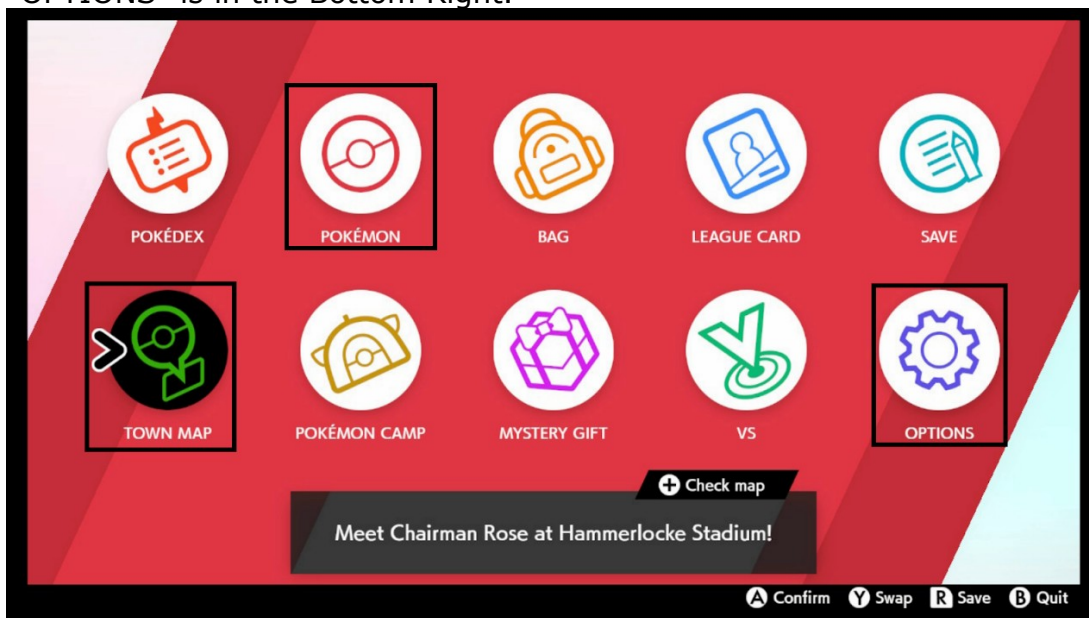 "OPTIONS" is in the Bottom Right.
POKÉDEX
POKÉMON
BAG
LEAGUE CARD
SAVE
TOWN MAP
POKÉMON CAMP
MYSTERY GIFT
VS
OPTIONS
+ Check map
Meet Chairman Rose at Hammerlocke Stadium!
A Confirm Y Swap R Save B Quit